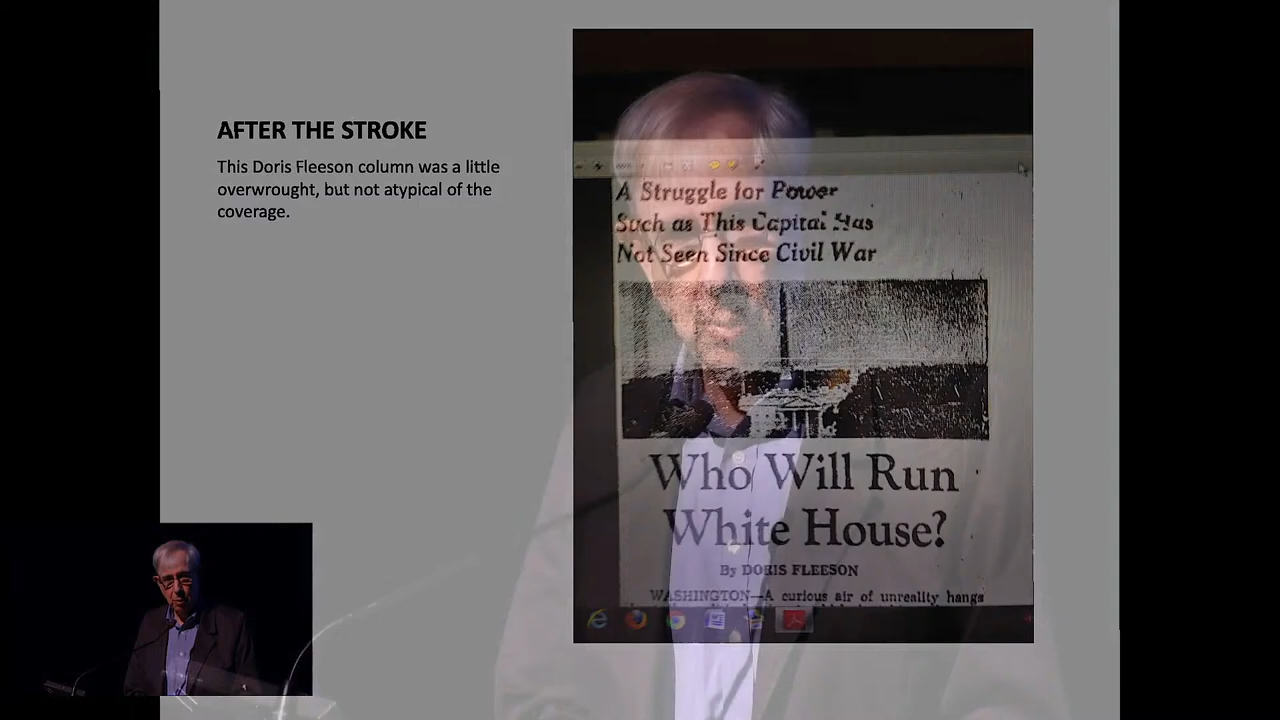 AFTER THE STROKE
This Doris Fleeson column was a little
overwrought, but not atypical of the
coverage.
A Struggle for Power
Such as This Capital Has
Not Seen Since Civil War
Who Will Run
White House?
By DORIS FLEESON
WASHINGTON—A curious air of unreality hangs